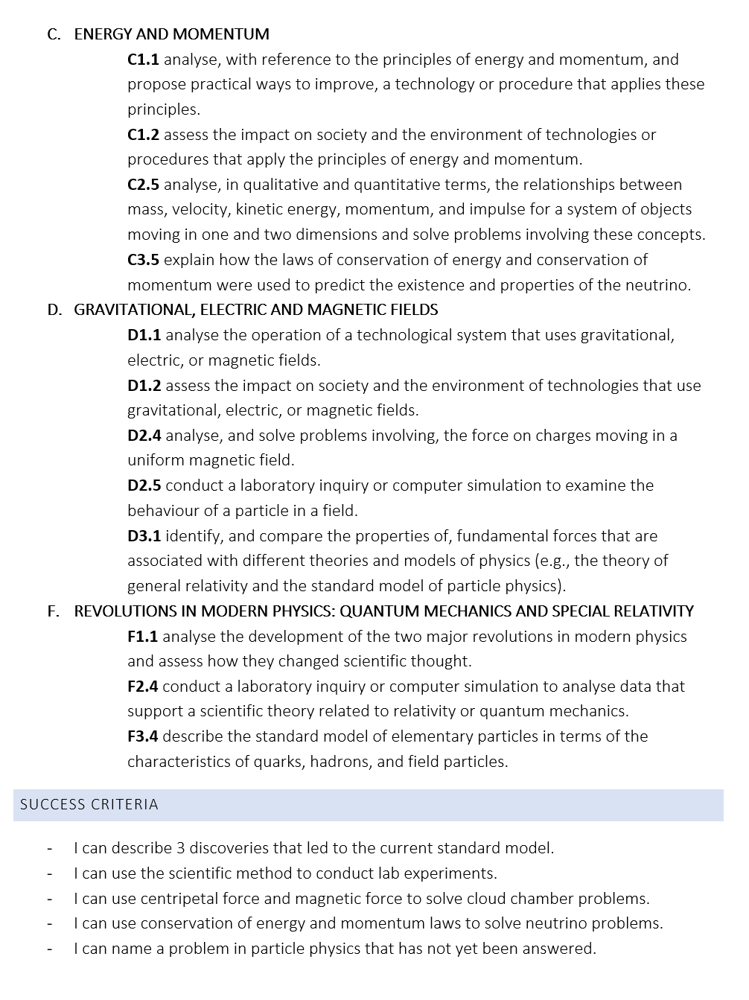 C. ENERGY AND MOMENTUM
C1.1 analyse, with reference to the principles of energy and momentum, and
propose practical ways to improve, a technology or procedure that applies these
principles.
C1.2 assess the impact on society and the environment of technologies or
procedures that apply the principles of energy and momentum.
C2.5 analyse, in qualitative and quantitative terms, the relationships between
mass, velocity, kinetic energy, momentum, and impulse for a system of objects
moving in one and two dimensions and solve problems involving these concepts.
C3.5 explain how the laws of conservation of energy and conservation of
momentum were used to predict the existence and properties of the neutrino.
D. GRAVITATIONAL, ELECTRIC AND MAGNETIC FIELDS
D1.1 analyse the operation of a technological system that uses gravitational,
electric, or magnetic fields.
D1.2 assess the impact on society and the environment of technologies that use
gravitational, electric, or magnetic fields.
D2.4 analyse, and solve problems involving, the force on charges moving in a
uniform magnetic field.
D2.5 conduct a laboratory inquiry or computer simulation to examine the
behaviour of a particle in a field.
D3.1 identify, and compare the properties of, fundamental forces that are
associated with different theories and models of physics (e.g., the theory of
general relativity and the standard model of particle physics).
F. REVOLUTIONS IN MODERN PHYSICS: QUANTUM MECHANICS AND SPECIAL RELATIVITY
F1.1 analyse the development of the two major revolutions in modern physics
and assess how they changed scientific thought.
F2.4 conduct a laboratory inquiry or computer simulation to analyse data that
support a scientific theory related to relativity or quantum mechanics.
F3.4 describe the standard model of elementary particles in terms of the
characteristics of quarks, hadrons, and field particles.
SUCCESS CRITERIA
- I can describe 3 discoveries that led to the current standard model.
- I can use the scientific method to conduct lab experiments.
- I can use centripetal force and magnetic force to solve cloud chamber problems.
- I can use conservation of energy and momentum laws to solve neutrino problems.
- I can name a problem in particle physics that has not yet been answered.